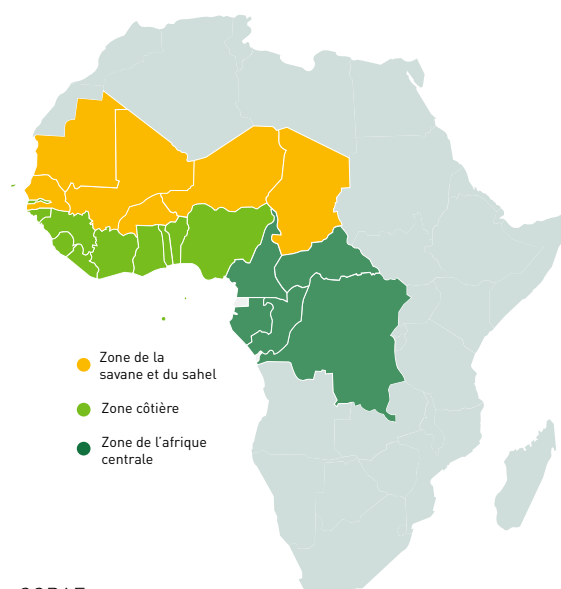 Zone de la
savane et du sahel
Zone côtière
Zone de l'afrique
centrale